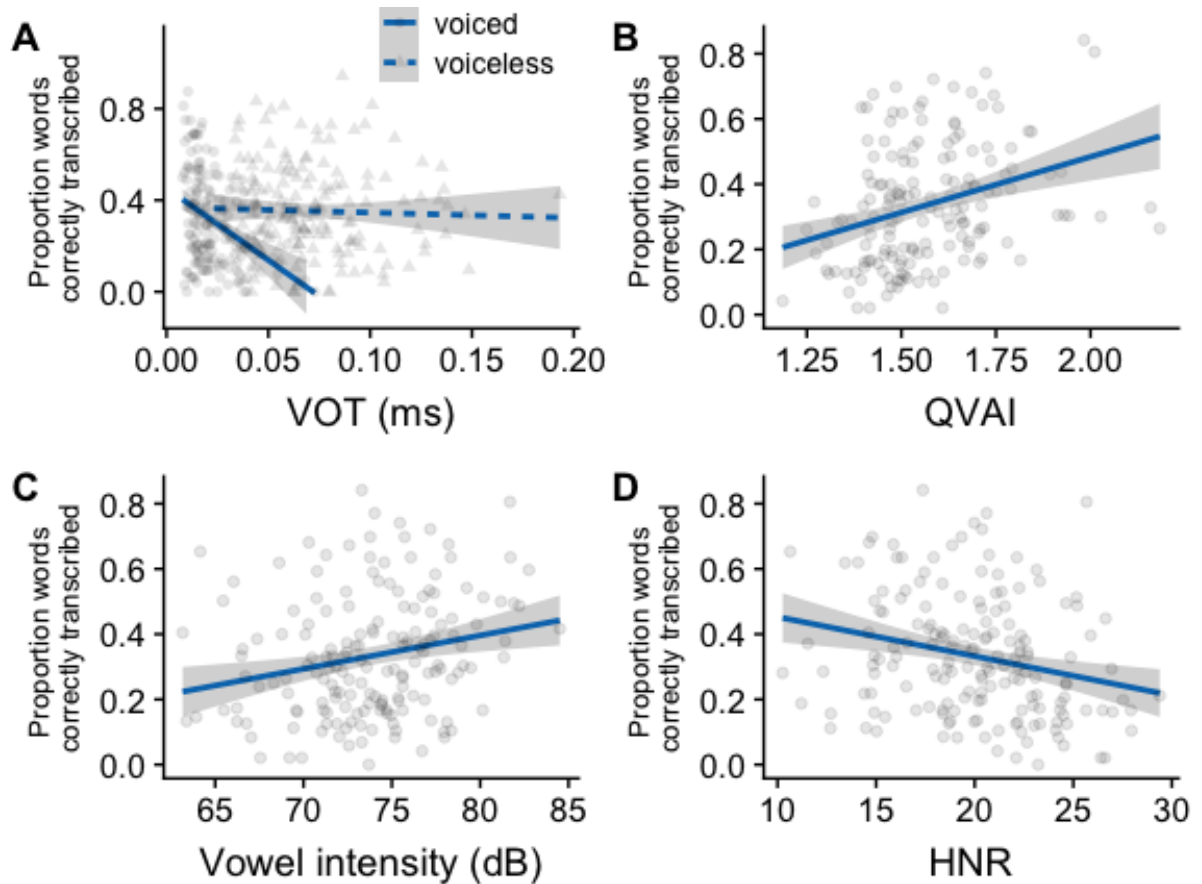 A
voiced
voiceless
Proportion words
correctly transcribed
0.8
0.4
0.0
0.00 0.05 0.10 0.15 0.20
VOT (ms)
B
Proportion words
correctly transcribed
0.8
0.6
0.4
0.2
0.0
1.25 1.50 1.75 2.00
QVAI
C
Proportion words
correctly transcribed
0.8
0.6
0.4
0.2
0.0
65 70 75 80 85
Vowel intensity (dB)
D
Proportion words
correctly transcribed
0.8
0.6
0.4
0.2
0.0
10 15 20 25 30
HNR